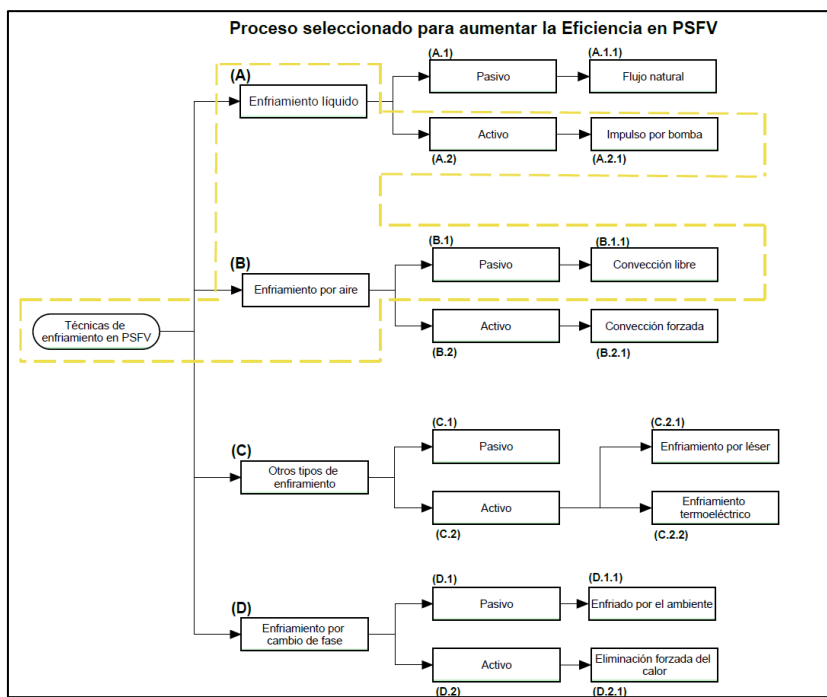 Proceso seleccionado para aumentar la Eficiencia en PSFV
(A)
Enfriamiento líquido
(A.1)
Pasivo
(A.1.1)
Flujo natural
Activo
(A.2)
Impulso por bomba
(A.2.1)
(B)
Enfriamiento por aire
(B.1)
Pasivo
(B.1.1)
Convección libre
Activo
(B.2)
Convección forzada
(B.2.1)
Técnicas de
enfriamiento en PSFV
(C)
Otros tipos de
enfiramiento
(C.1)
Pasivo
Activo
(C.2)
(C.2.1)
Enfriamiento por léser
Enfriamiento
termoeléctrico
(C.2.2)
(D)
Enfriamiento por
cambio de fase
(D.1)
Pasivo
(D.1.1)
Enfriado por el ambiente
Activo
(D.2)
Eliminación forzada del
calor
(D.2.1)